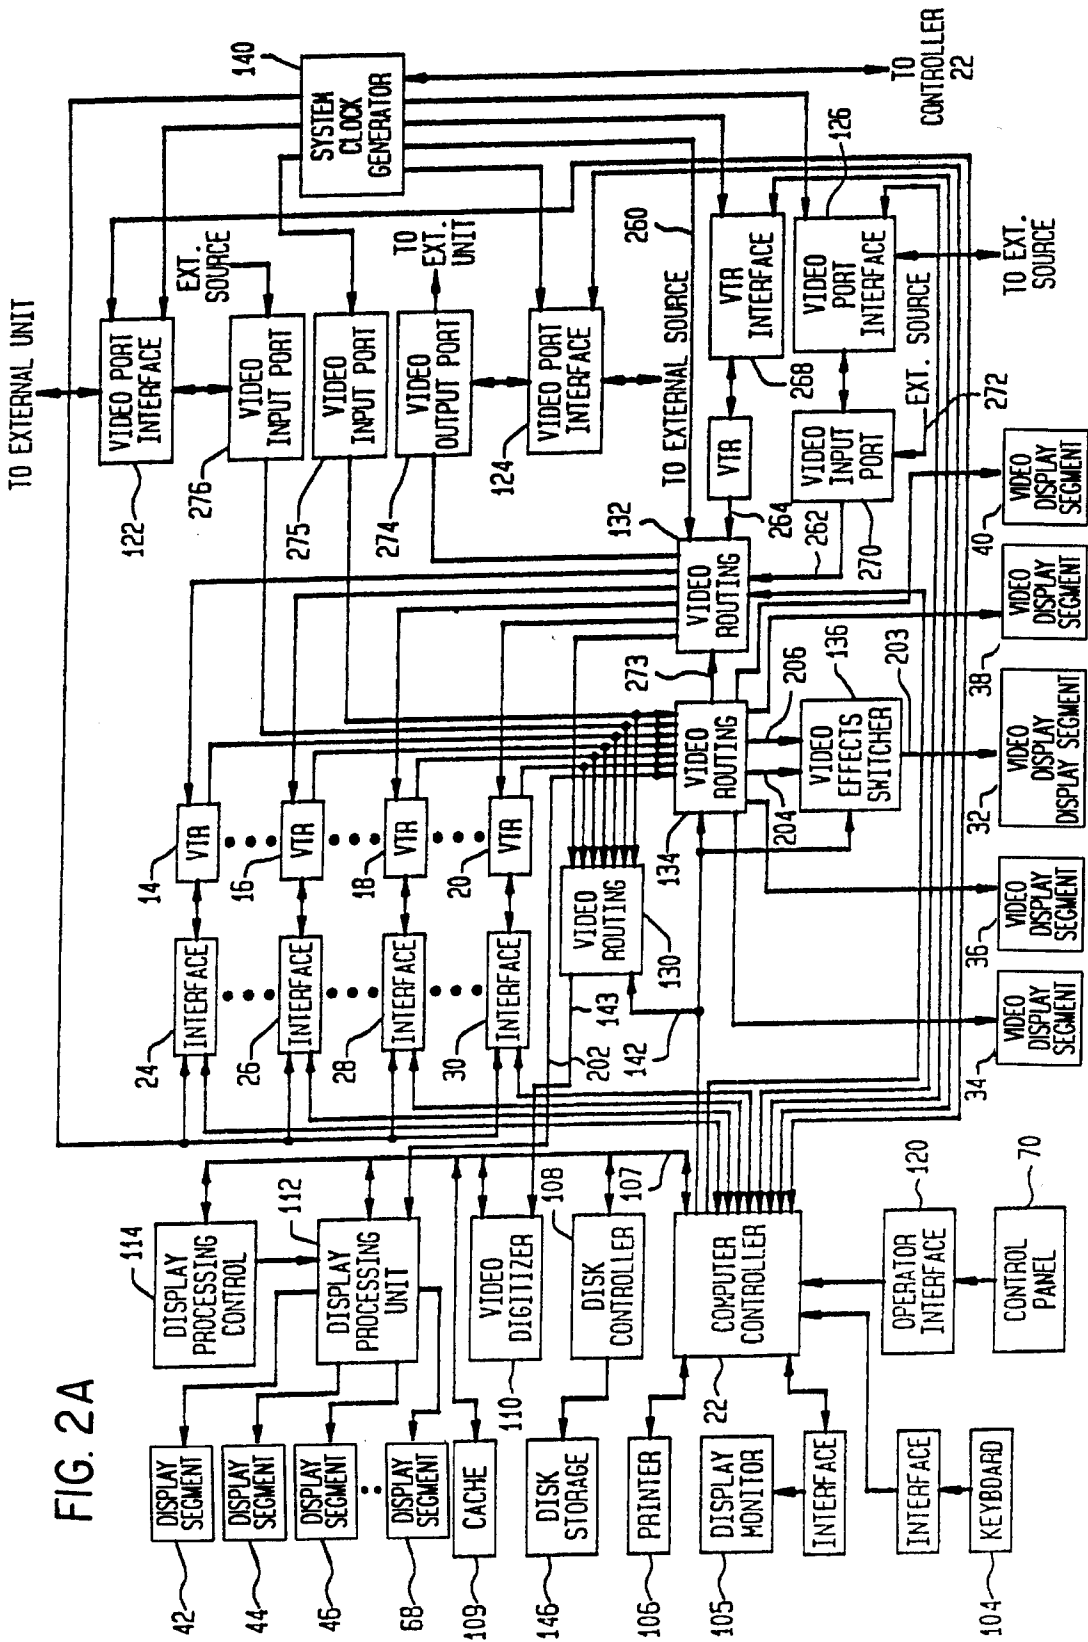 FIG. 2A
42
DISPLAY
SEGMENT
44
DISPLAY
SEGMENT
46
DISPLAY
SEGMENT
68
DISPLAY
SEGMENT
109
CACHE
146
DISK
STORAGE
106
PRINTER
105
DISPLAY
MONITOR
INTERFACE
INTERFACE
104
KEYBOARD
114
DISPLAY
PROCESSING
CONTROL
112
DISPLAY
PROCESSING
UNIT
110
VIDEO
DIGITIZER
108
DISK
CONTROLLER
107
22
COMPUTER
CONTROLLER
120
OPERATOR
INTERFACE
70
CONTROL
PANEL
24
INTERFACE
26
INTERFACE
28
INTERFACE
30
INTERFACE
14
VTR
16
VTR
18
VTR
20
VTR
143
202
142
VIDEO
ROUTING
130
134
VIDEO
ROUTING
273
132
VIDEO
ROUTING
204
206
VIDEO
EFFECTS
SWITCHER
136
203
34
VIDEO
DISPLAY
SEGMENT
36
VIDEO
DISPLAY
SEGMENT
32
VIDEO
DISPLAY
DISPLAY SEGMENT
38
VIDEO
DISPLAY
SEGMENT
40
VIDEO
DISPLAY
SEGMENT
TO EXTERNAL UNIT
122
VIDEO PORT
INTERFACE
276
VIDEO
INPUT PORT
EXT.
SOURCE
275
VIDEO
INPUT PORT
274
VIDEO
OUTPUT PORT
TO
EXT.
UNIT
124
VIDEO PORT
INTERFACE
TO EXTERNAL SOURCE
260
140
SYSTEM
CLOCK
GENERATOR
TO
CONTROLLER
22
264
VTR
268
VTR
INTERFACE
262
270
VIDEO
INPUT
PORT
126
VIDEO
PORT
INTERFACE
EXT. SOURCE
272
TO EXT.
SOURCE